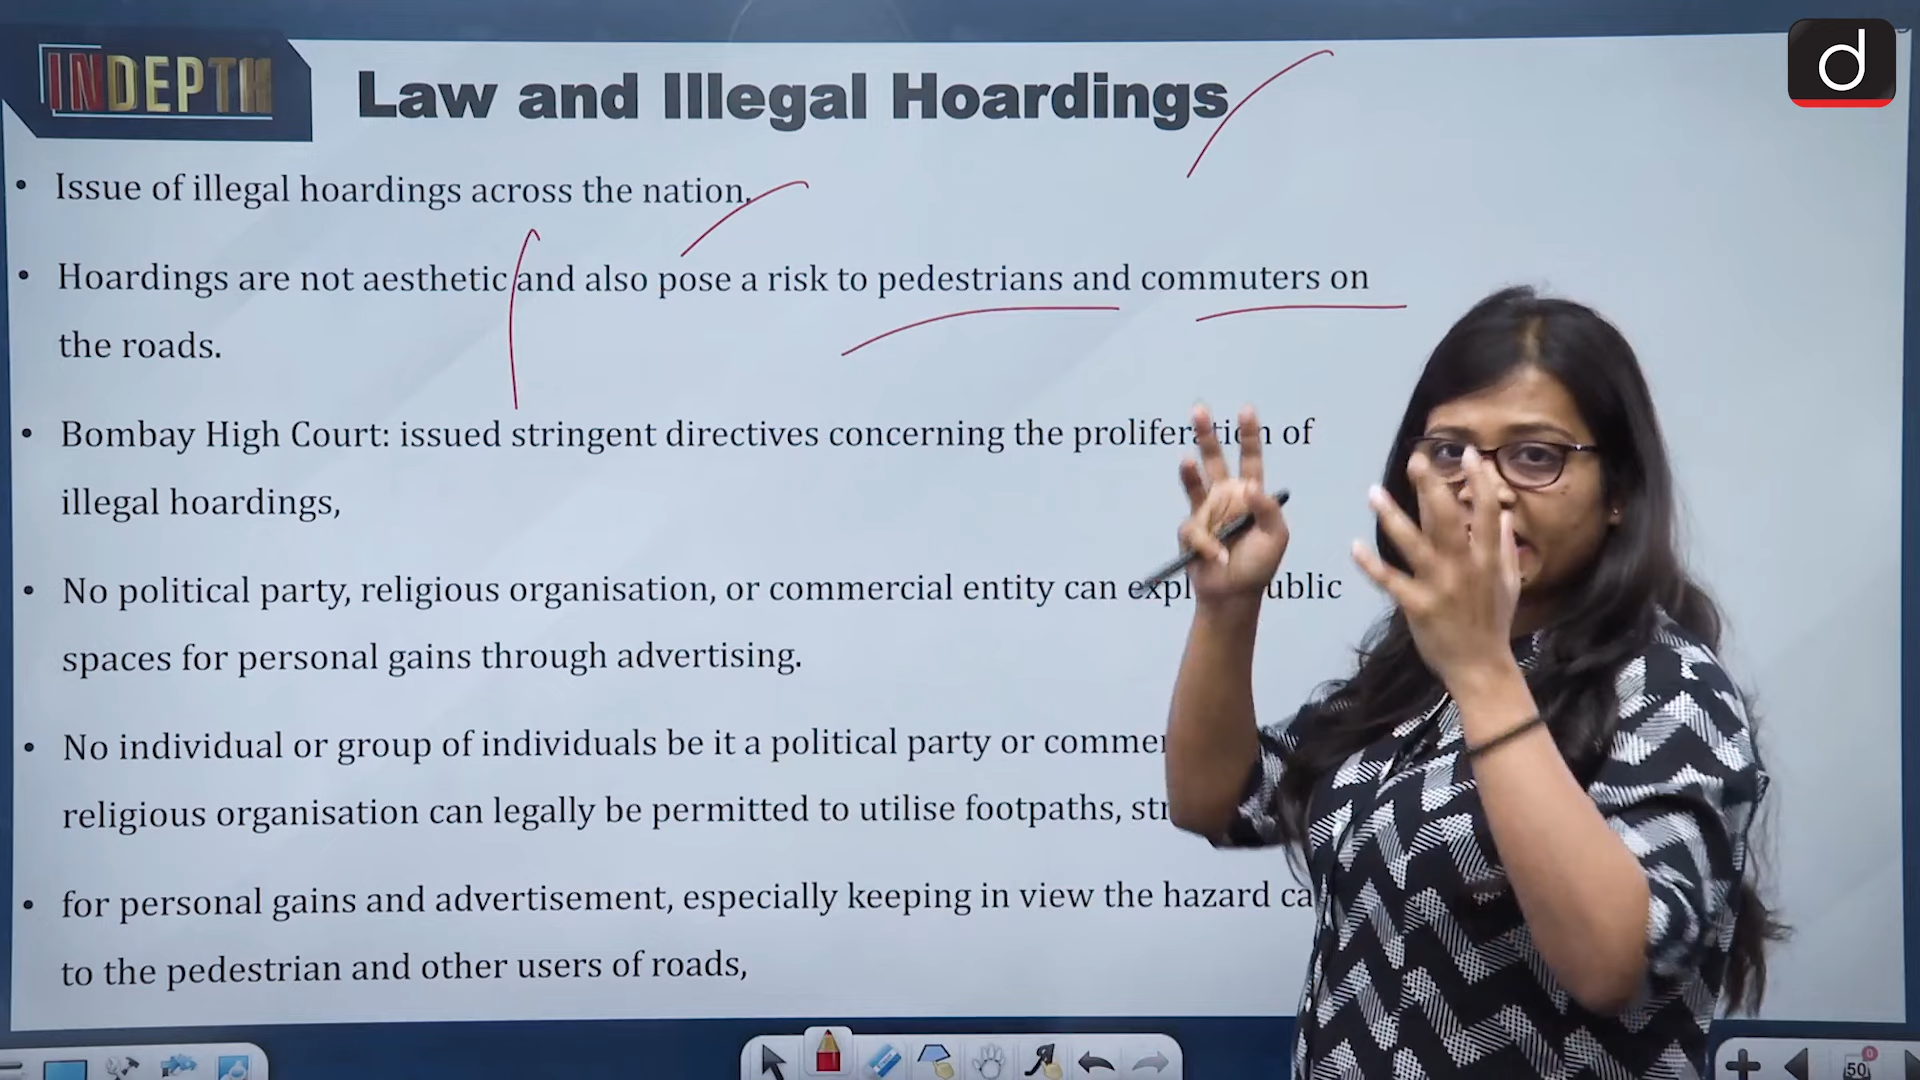 INDEPTH
Law and Illegal Hoardings
d
• Issue of illegal hoardings across the nation.
• Hoardings are not aesthetic and also pose a risk to pedestrians and commuters on
the roads.
• Bombay High Court: issued stringent directives concerning the proliferation of
illegal hoardings,
• No political party, religious organisation, or commercial entity can
spaces for personal gains through advertising.
• No individual or group of individuals be it a political party or
religious organisation can legally be permitted to utilise footpaths,
• for personal gains and advertisement, especially keeping in view the hazard
to the pedestrian and other users of roads,
50